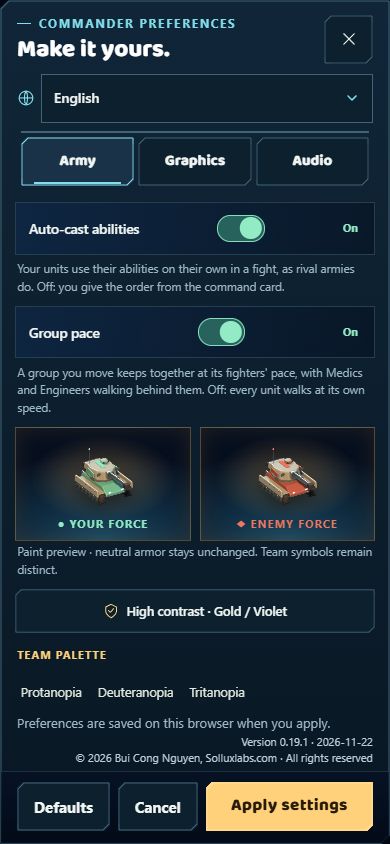 — COMMANDER PREFERENCES
Make it yours.
English
Army
Graphics
Audio
Auto-cast abilities
On
Your units use their abilities on their own in a fight, as rival armies
do. Off: you give the order from the command card.
Group pace
On
A group you move keeps together at its fighters' pace, with Medics
and Engineers walking behind them. Off: every unit walks at its own
speed.
● YOUR FORCE
◆ ENEMY FORCE
Paint preview · neutral armor stays unchanged. Team symbols remain
distinct.
High contrast · Gold / Violet
TEAM PALETTE
Protanopia
Deuteranopia
Tritanopia
Preferences are saved on this browser when you apply.
Version 0.19.1 · 2026-11-22
© 2026 Bui Cong Nguyen, Solluxlabs.com · All rights reserved
Defaults
Cancel
Apply settings